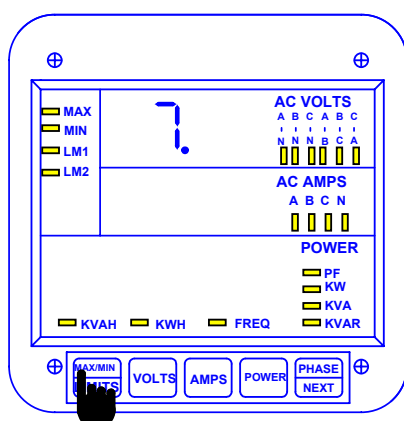 MAX
MIN
LM1
LM2
7.
AC VOLTS
A B C A B C
- - - - - -
N N N B C A
AC AMPS
A B C N
POWER
PF
KW
KVA
KVAR
KVAH KWH FREQ
MAX/MIN
VOLTS AMPS POWER
PHASE
NEXT